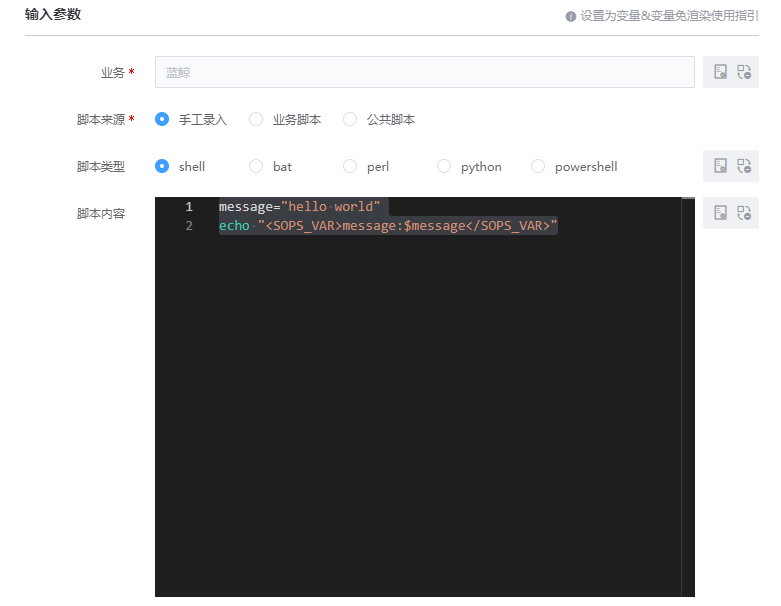 输入参数
设置为变量&变量免渲染使用指引
业务 *
蓝鲸
脚本来源 *
手工录入 业务脚本 公共脚本
脚本类型
shell bat perl python powershell
脚本内容
1 message="hello world"
2 echo "<SOPS_VAR>message:$message</SOPS_VAR>"